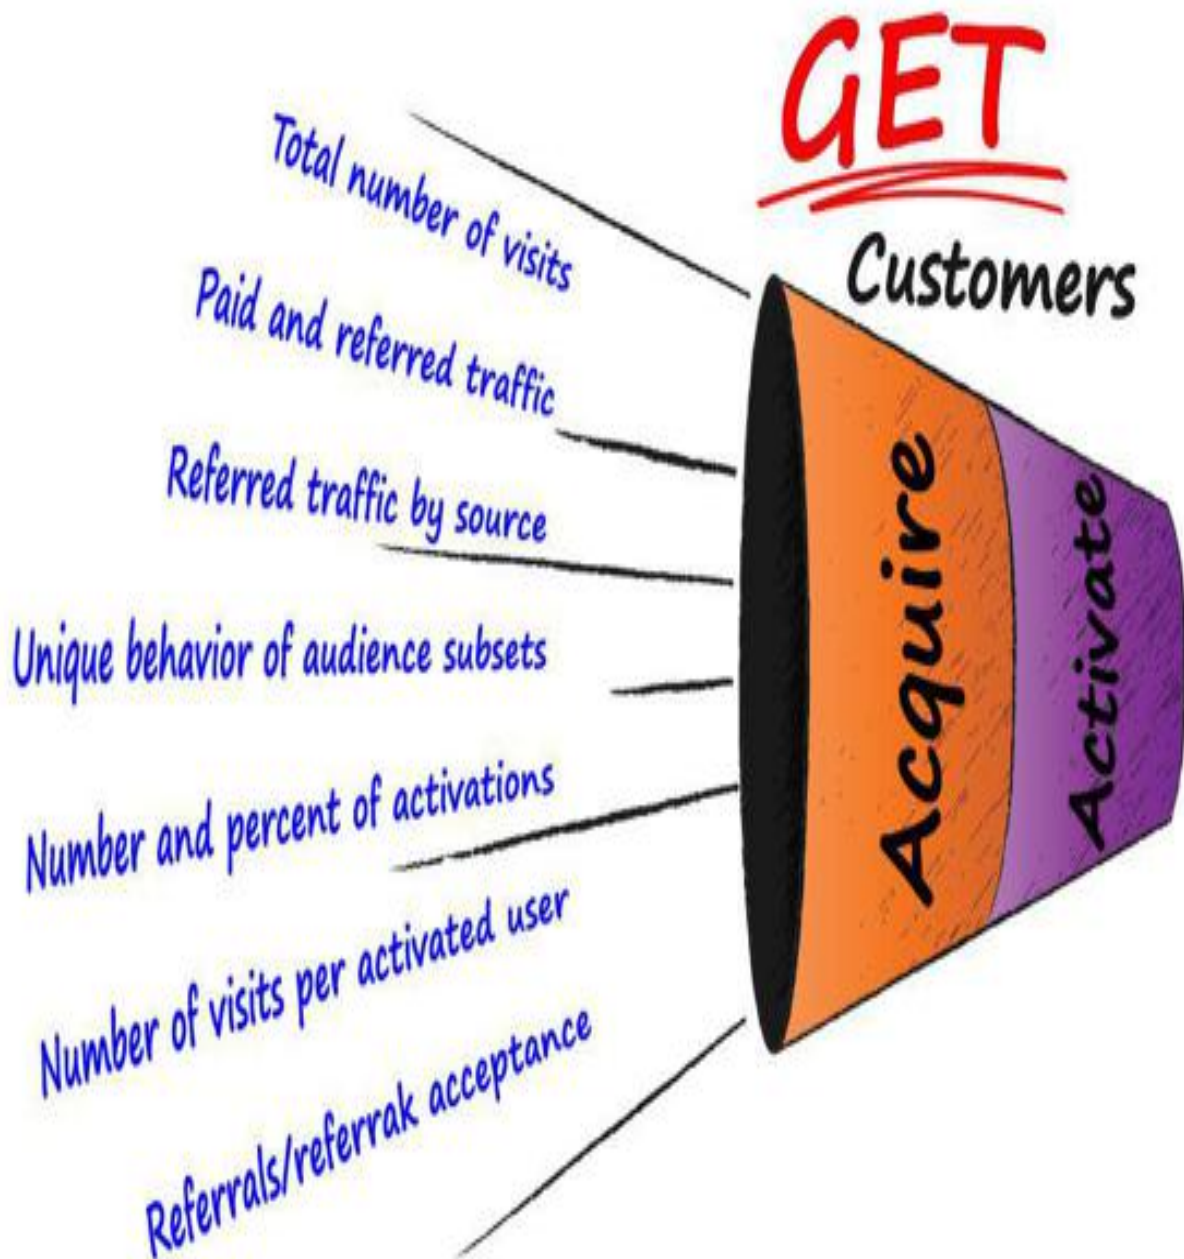 GET
Customers
Total number of visits
Paid and referred traffic
Referred traffic by source
Unique behavior of audience subsets
Number and percent of activations
Number of visits per activated user
Referrals/referrak acceptance
Acquire
Activate